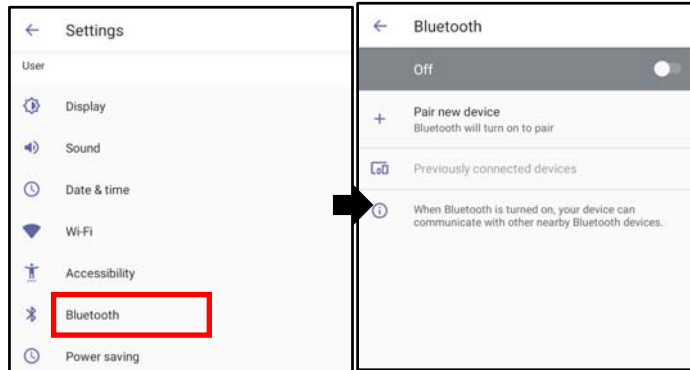 Settings
User
Display
Sound
Date & time
Wi-Fi
Accessibility
Bluetooth
Power saving
Bluetooth
Off
Pair new device
Bluetooth will turn on to pair
Previously connected devices
When Bluetooth is turned on, your device can
communicate with other nearby Bluetooth devices.